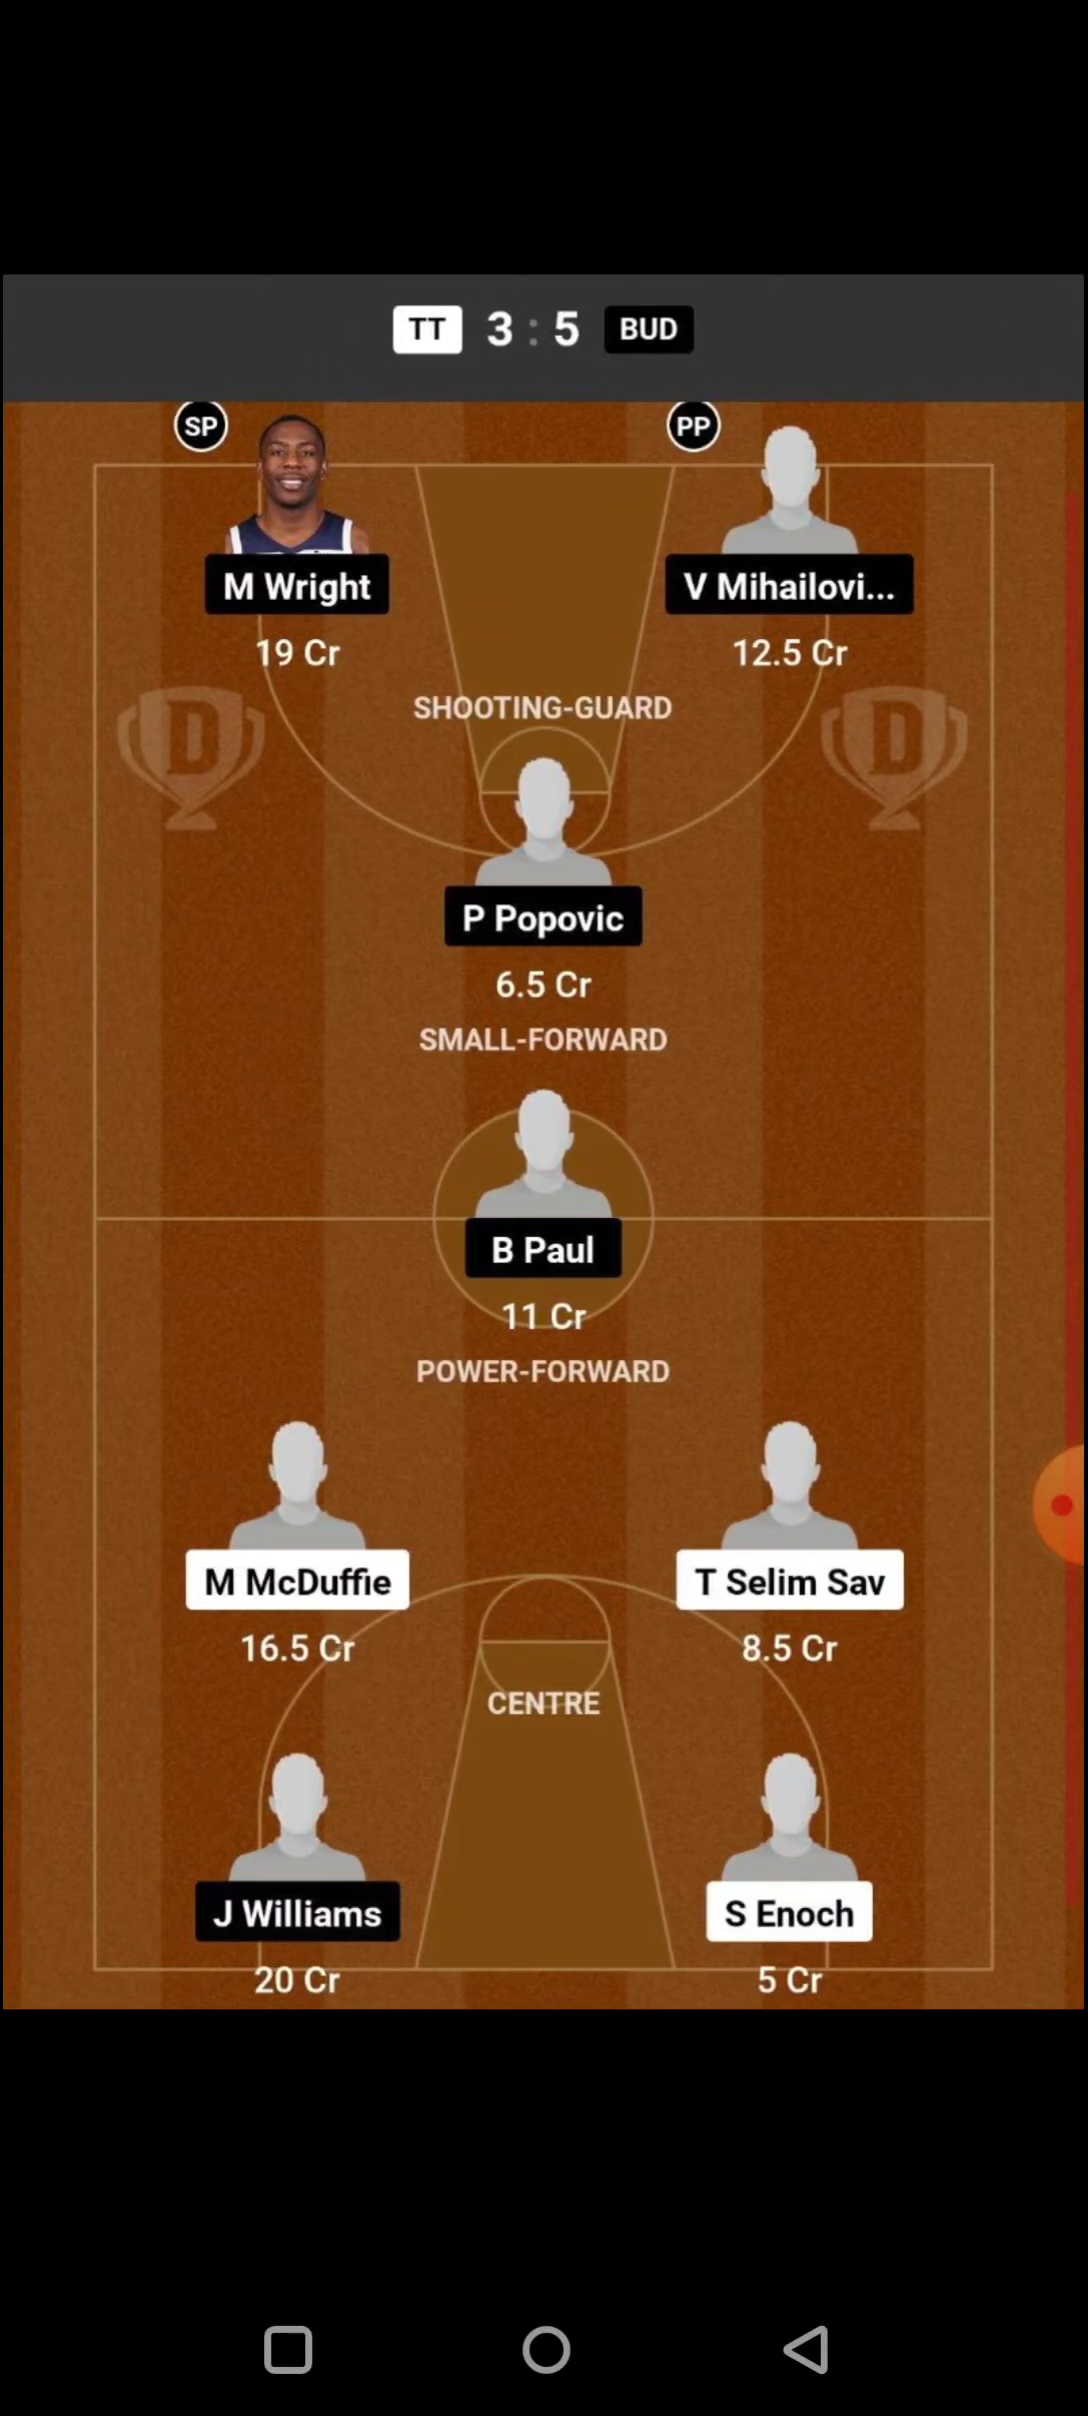 TT 3 : 5 BUD
SP PP
M Wright V Mihailovi...
19 Cr 12.5 Cr
SHOOTING-GUARD
D D
P Popovic
6.5 Cr
SMALL-FORWARD
B Paul
11 Cr
POWER-FORWARD
M McDuffie T Selim Sav
16.5 Cr 8.5 Cr
CENTRE
J Williams S Enoch
20 Cr 5 Cr